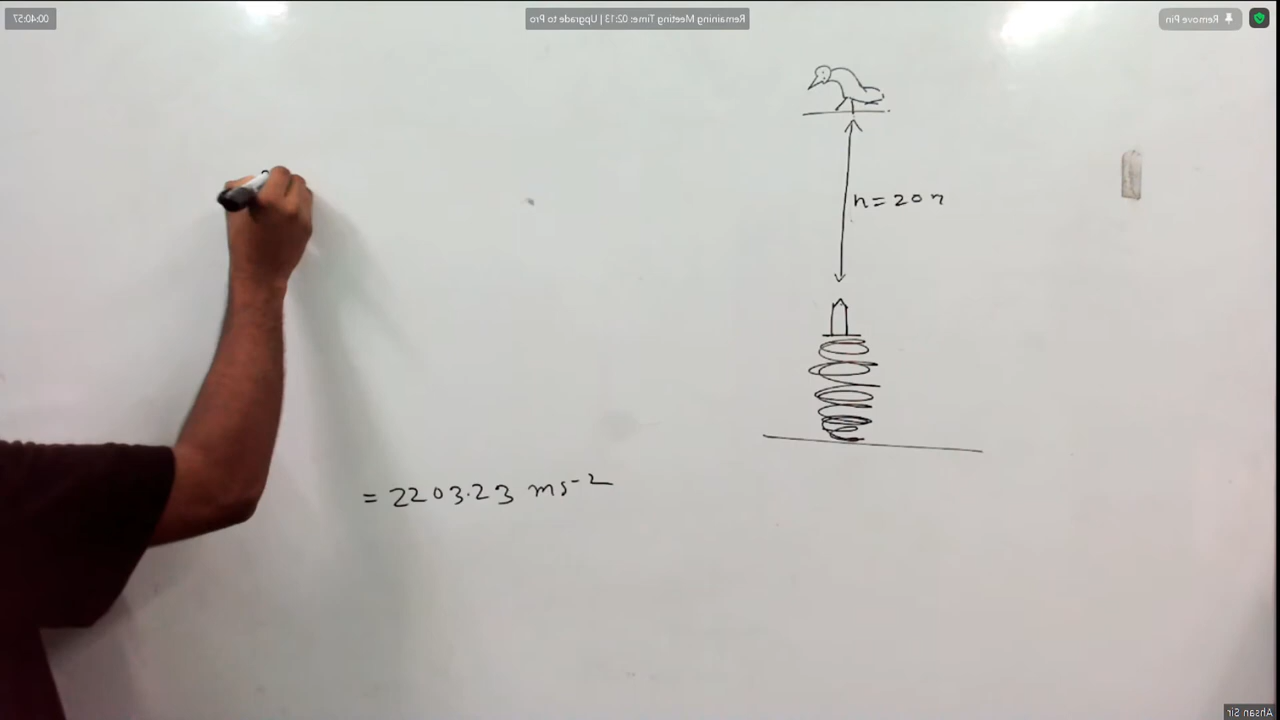 00:40:57
Remaining Meeting Time: 02:13 | Upgrade to Pro
Remove Pin
h = 20 m
= 2203.23 ms⁻²
Ahsan Sir